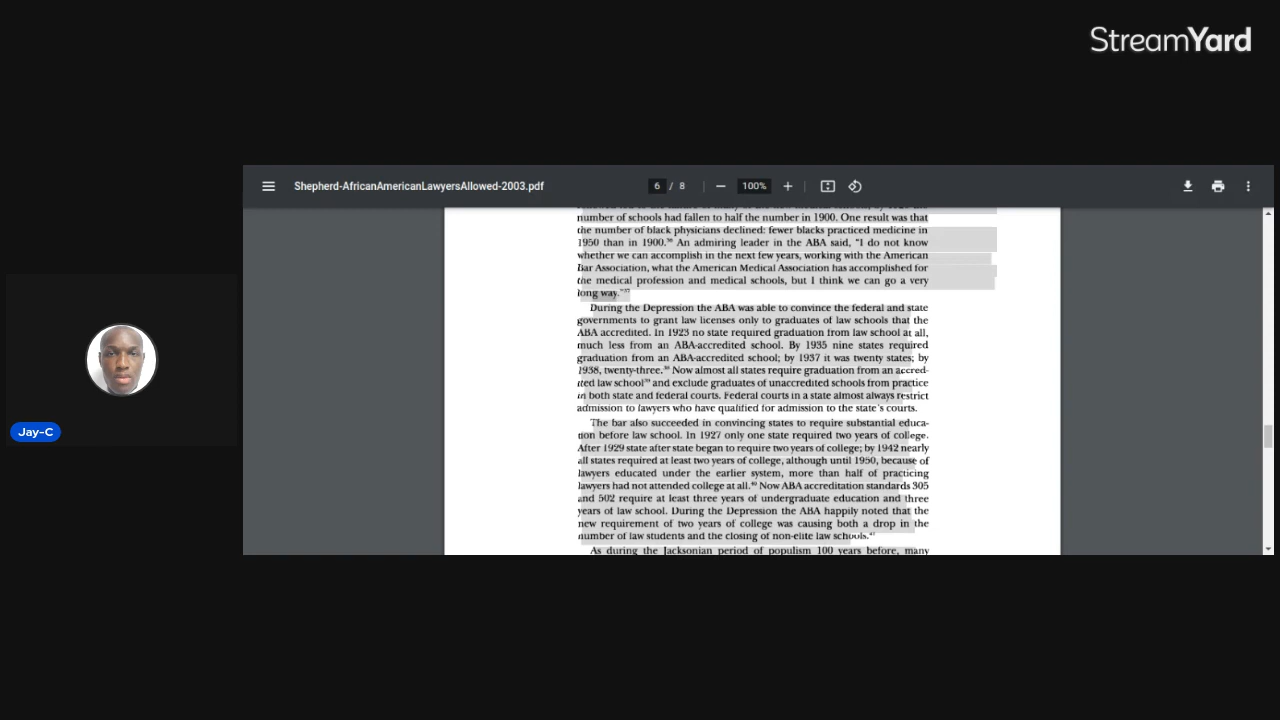 StreamYard
Shepherd-AfricanAmericanLawyersAllowed-2003.pdf
6 / 8
100%
number of schools had fallen to half the number in 1900. One result was that
the number of black physicians declined: fewer blacks practiced medicine in
1950 than in 1900.³⁶ An admiring leader in the ABA said, "I do not know
whether we can accomplish in the next few years, working with the American
Bar Association, what the American Medical Association has accomplished for
the medical profession and medical schools, but I think we can go a very
long way."³⁷
During the Depression the ABA was able to convince the federal and state
governments to grant law licenses only to graduates of law schools that the
ABA accredited. In 1923 no state required graduation from law school at all,
much less from an ABA-accredited school. By 1935 nine states required
graduation from an ABA-accredited school; by 1937 it was twenty states; by
1938, twenty-three.³⁸ Now almost all states require graduation from an accred-
ited law school³⁹ and exclude graduates of unaccredited schools from practice
in both state and federal courts. Federal courts in a state almost always restrict
admission to lawyers who have qualified for admission to the state's courts.
The bar also succeeded in convincing states to require substantial educa-
tion before law school. In 1927 only one state required two years of college.
After 1929 state after state began to require two years of college; by 1942 nearly
all states required at least two years of college, although until 1950, because of
lawyers educated under the earlier system, more than half of practicing
lawyers had not attended college at all.⁴⁰ Now ABA accreditation standards 305
and 502 require at least three years of undergraduate education and three
years of law school. During the Depression the ABA happily noted that the
new requirement of two years of college was causing both a drop in the
number of law students and the closing of non-elite law schools.⁴¹
As during the Jacksonian period of populism 100 years before, many
Jay-C